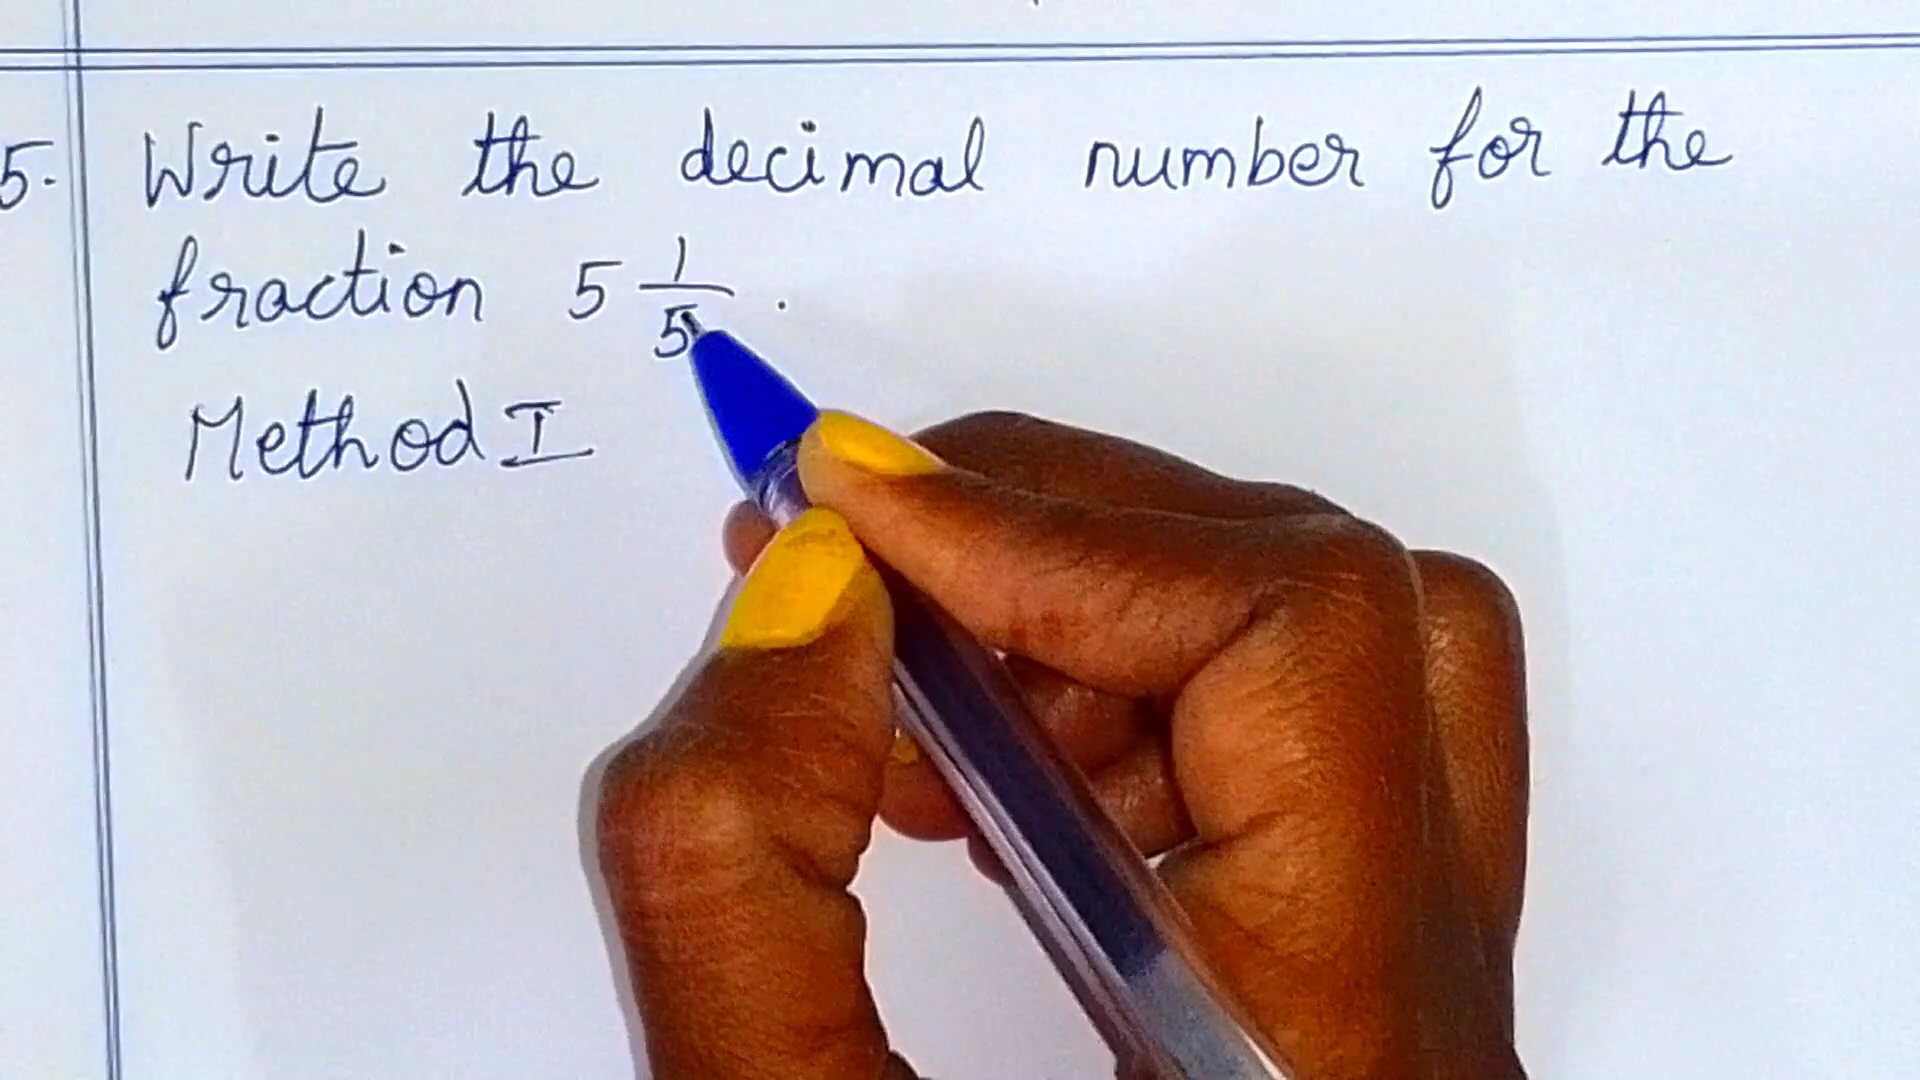 5. Write the decimal number for the
fraction 5 1/5 .
Method I